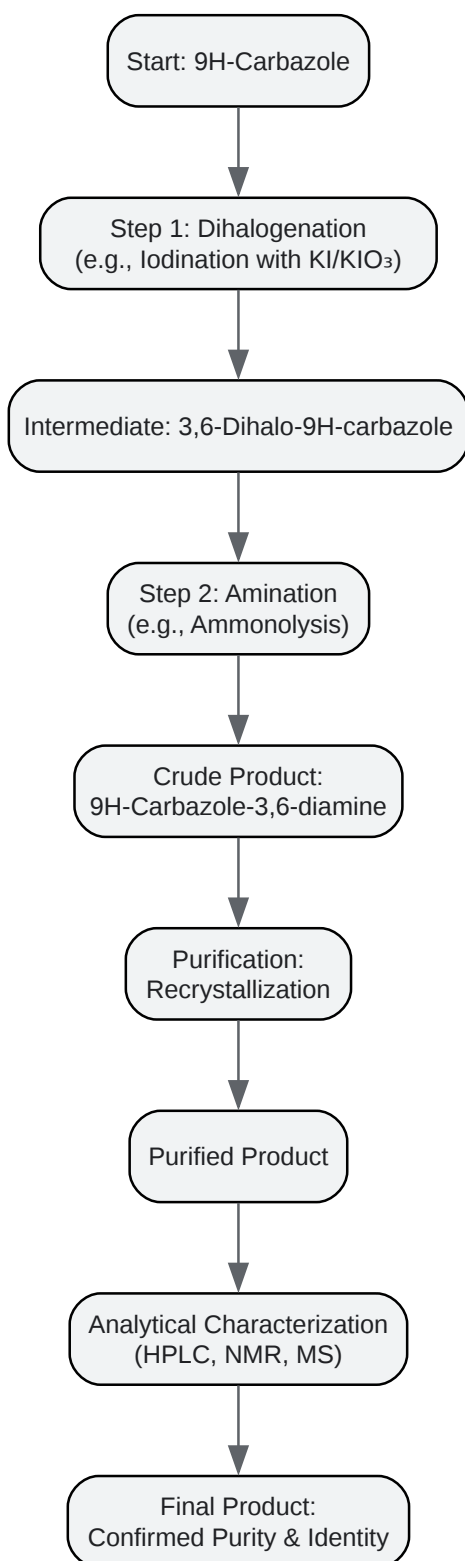 Start: 9H-Carbazole
Step 1: Dihalogenation
(e.g., Iodination with KI/KIO₃)
Intermediate: 3,6-Dihalo-9H-carbazole
Step 2: Amination
(e.g., Ammonolysis)
Crude Product:
9H-Carbazole-3,6-diamine
Purification:
Recrystallization
Purified Product
Analytical Characterization
(HPLC, NMR, MS)
Final Product:
Confirmed Purity & Identity